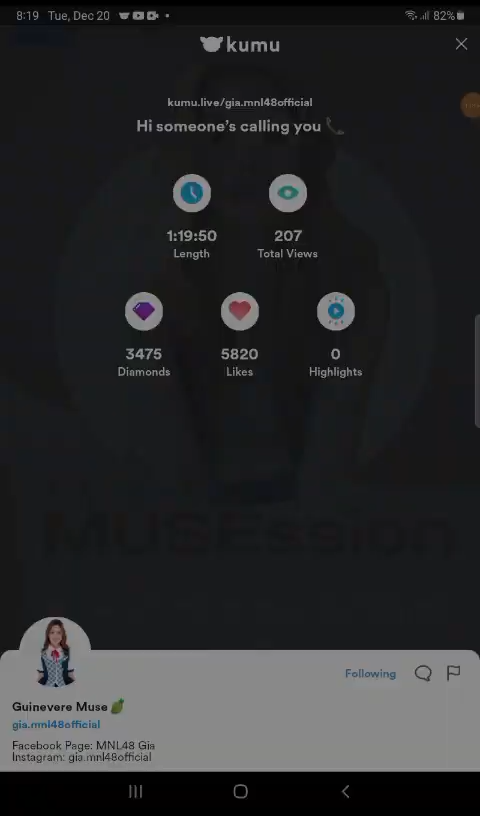 8:19 Tue, Dec 20 82%
kumu
kumu.live/gia.mnl48official
Hi someone's calling you
1:19:50 207
Length Total Views
3475 5820 0
Diamonds Likes Highlights
MUSEssion
Following
Guinevere Muse
gia.mnl48official
Facebook Page: MNL48 Gia
Instagram: gia.mnl48official